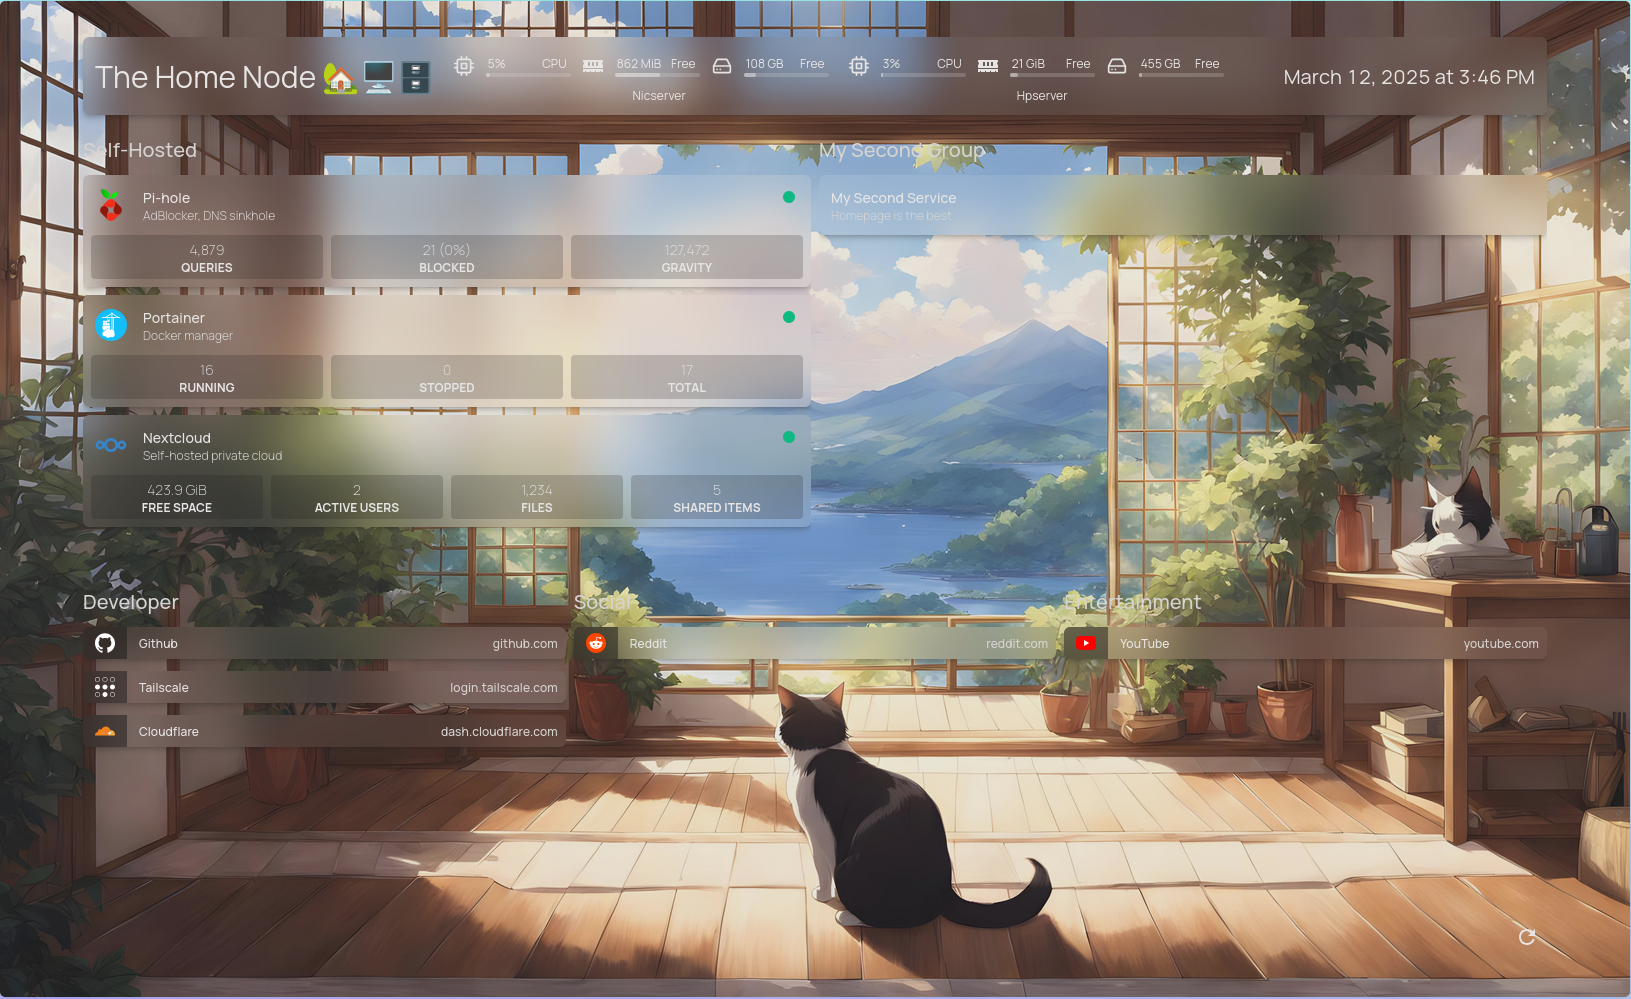 The Home Node 🏡🖥️🗄️
5% CPU
862 MiB Free
108 GB Free
Nicserver
3% CPU
21 GiB Free
455 GB Free
Hpserver
March 12, 2025 at 3:46 PM
Self-Hosted
Pi-hole
AdBlocker, DNS sinkhole
4,879
QUERIES
21 (0%)
BLOCKED
127,472
GRAVITY
Portainer
Docker manager
16
RUNNING
0
STOPPED
17
TOTAL
Nextcloud
Self-hosted private cloud
423.9 GiB
FREE SPACE
2
ACTIVE USERS
1,234
FILES
5
SHARED ITEMS
My Second Group
My Second Service
Homepage is the best
Developer
Github github.com
Tailscale login.tailscale.com
Cloudflare dash.cloudflare.com
Social
Reddit reddit.com
Entertainment
YouTube youtube.com